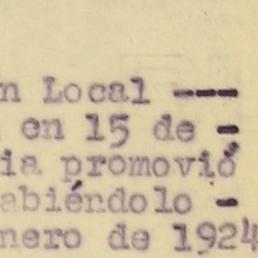 n Local ---
en 15 de -
ia promovió
abiéndolo -
nero de 1924